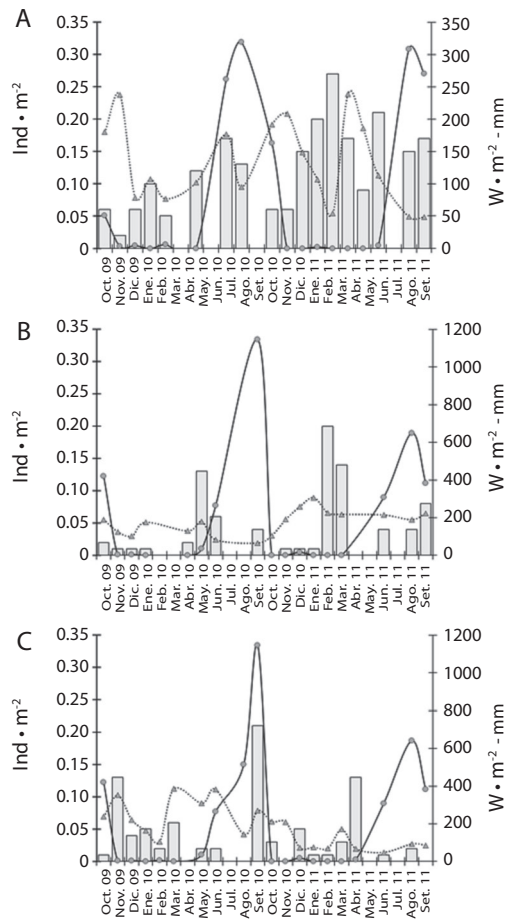 A
0.35
0.30
0.25
0.20
0.15
0.10
0.05
0
Ind • m-2
350
300
250
200
150
100
50
0
W • m-2 - mm
Oct. 09
Nov. 09
Dic. 09
Ene. 10
Feb. 10
Mar. 10
Abr. 10
May. 10
Jun. 10
Jul. 10
Ago. 10
Set. 10
Oct. 10
Nov. 10
Dic. 10
Ene. 11
Feb. 11
Mar. 11
Abr. 11
May. 11
Jun. 11
Jul. 11
Ago. 11
Set. 11
B
0.35
0.30
0.25
0.20
0.15
0.10
0.05
0
Ind • m-2
1200
1000
800
600
400
200
0
W • m-2 - mm
Oct. 09
Nov. 09
Dic. 09
Ene. 10
Feb. 10
Mar. 10
Abr. 10
May. 10
Jun. 10
Jul. 10
Ago. 10
Set. 10
Oct. 10
Nov. 10
Dic. 10
Ene. 11
Feb. 11
Mar. 11
Abr. 11
May. 11
Jun. 11
Jul. 11
Ago. 11
Set. 11
C
0.35
0.30
0.25
0.20
0.15
0.10
0.05
0
Ind • m-2
1200
1000
800
600
400
200
0
W • m-2 - mm
Oct. 09
Nov. 09
Dic. 09
Ene. 10
Feb. 10
Mar. 10
Abr. 10
May. 10
Jun. 10
Jul. 10
Ago. 10
Set. 10
Oct. 10
Nov. 10
Dic. 10
Ene. 11
Feb. 11
Mar. 11
Abr. 11
May. 11
Jun. 11
Jul. 11
Ago. 11
Set. 11